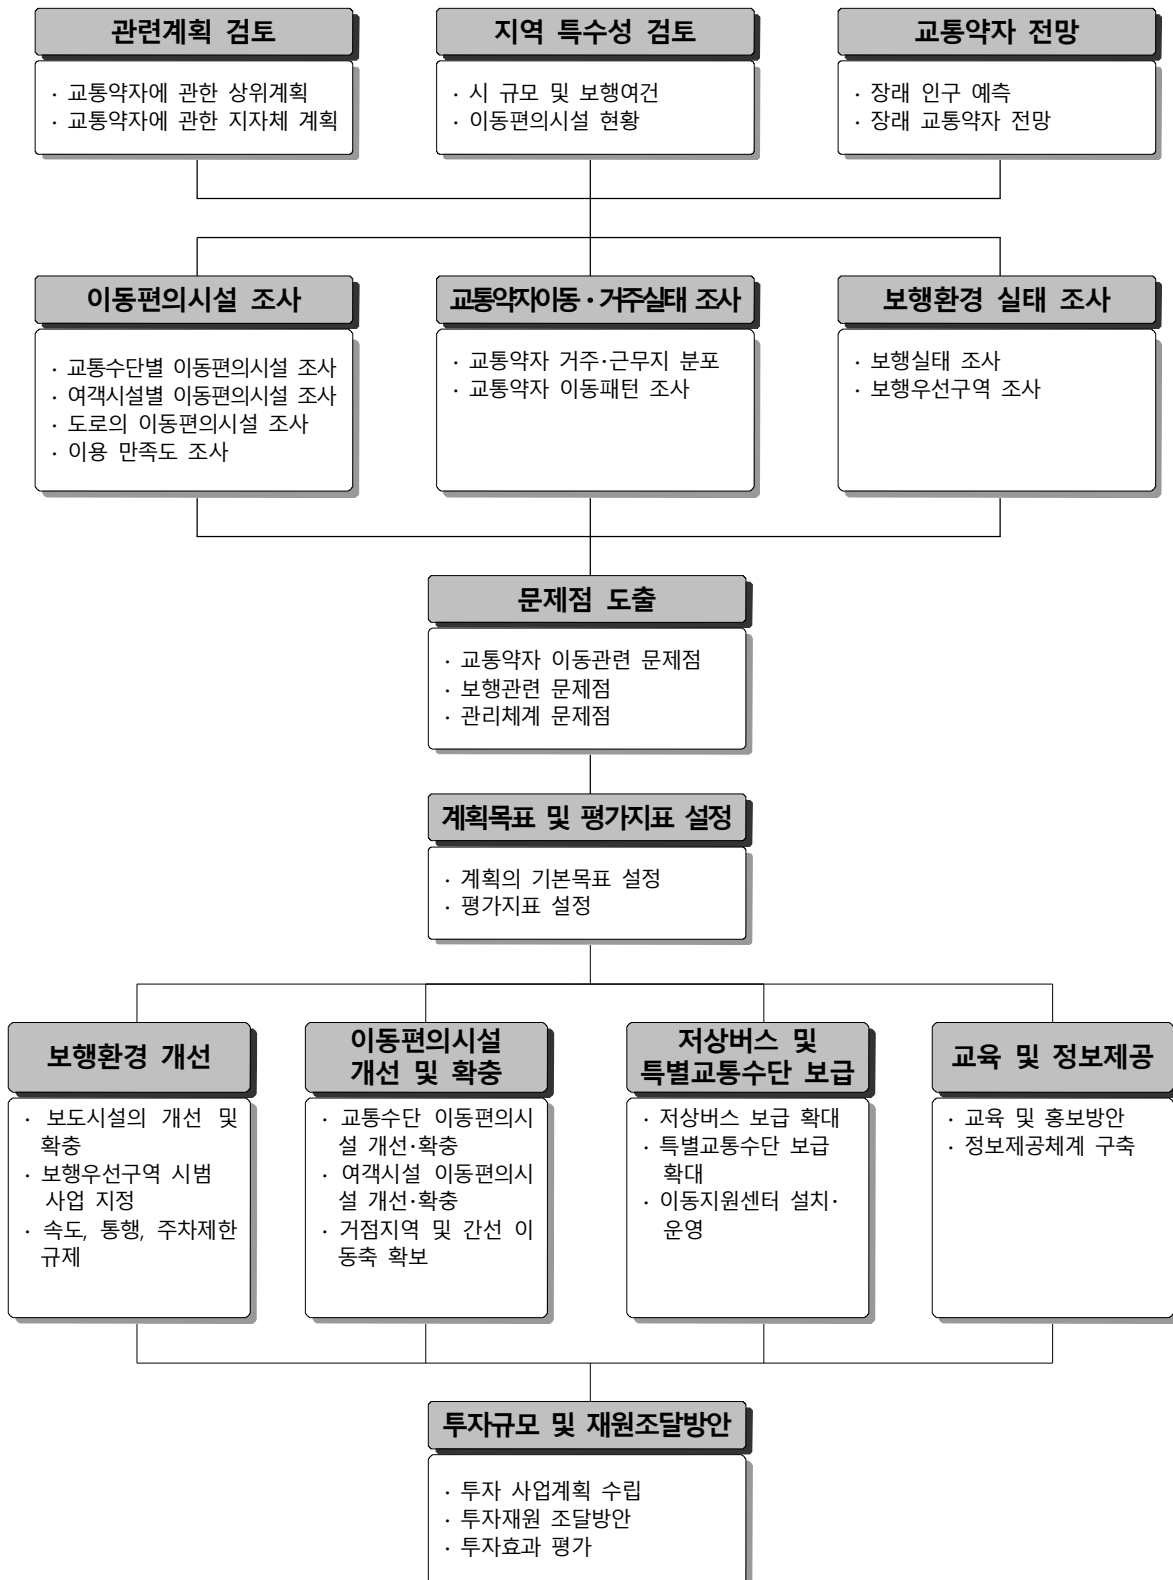 관련계획 검토
· 교통약자에 관한 상위계획
· 교통약자에 관한 지자체 계획
지역 특수성 검토
· 시 규모 및 보행여건
· 이동편의시설 현황
교통약자 전망
· 장래 인구 예측
· 장래 교통약자 전망
이동편의시설 조사
· 교통수단별 이동편의시설 조사
· 여객시설별 이동편의시설 조사
· 도로의 이동편의시설 조사
· 이용 만족도 조사
교통약자이동·거주실태 조사
· 교통약자 거주·근무지 분포
· 교통약자 이동패턴 조사
보행환경 실태 조사
· 보행실태 조사
· 보행우선구역 조사
문제점 도출
· 교통약자 이동관련 문제점
· 보행관련 문제점
· 관리체계 문제점
계획목표 및 평가지표 설정
· 계획의 기본목표 설정
· 평가지표 설정
보행환경 개선
· 보도시설의 개선 및
확충
· 보행우선구역 시범
사업 지정
· 속도, 통행, 주차제한
규제
이동편의시설
개선 및 확충
· 교통수단 이동편의시
설 개선·확충
· 여객시설 이동편의시
설 개선·확충
· 거점지역 및 간선 이
동축 확보
저상버스 및
특별교통수단 보급
· 저상버스 보급 확대
· 특별교통수단 보급
확대
· 이동지원센터 설치·
운영
교육 및 정보제공
· 교육 및 홍보방안
· 정보제공체계 구축
투자규모 및 재원조달방안
· 투자 사업계획 수립
· 투자재원 조달방안
· 투자효과 평가